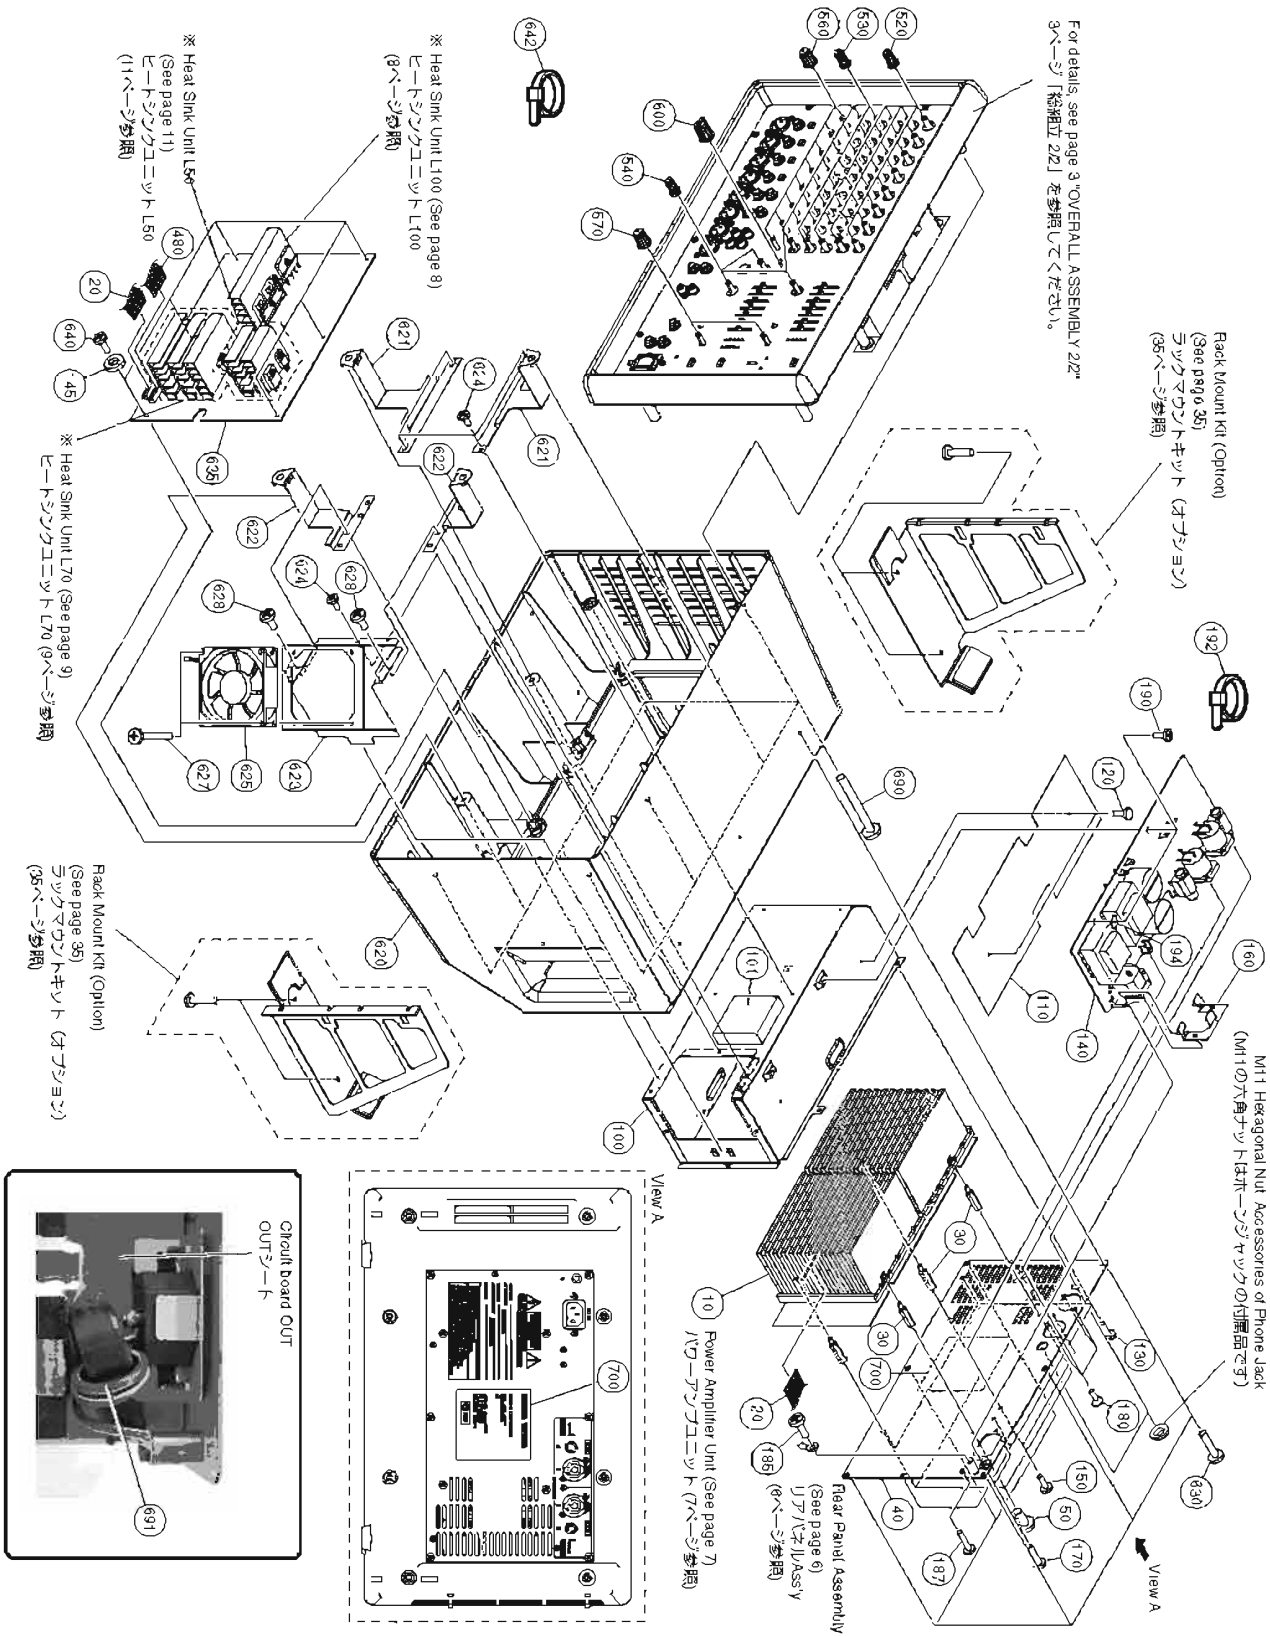 For details, see page 3 "OVERALL ASSEMBLY 2/2"
3ページ「総組立 2/2」を参照してください。
520
530
560
600
540
570
642
※ Heat Sink Unit L100 (See page 8)
ヒートシンクユニット L100
(8ページ参照)
※ Heat Sink Unit L50
(See page 11)
ヒートシンクユニット L50
(11ページ参照)
480
20
640
145
635
※ Heat Sink Unit L70 (See page 9)
ヒートシンクユニット L70 (9ページ参照)
621
624
621
622
622
624
628
628
623
625
627
Rack Mount Kit (Option)
(See page 35)
ラックマウントキット (オプション)
(35ページ参照)
192
190
120
690
194
160
140
110
M11 Hexagonal Nut Accessories of Phone Jack
(M11の六角ナットはホーンジャックの付属品です)
620
101
100
Rack Mount Kit (Option)
(See page 35)
ラックマウントキット (オプション)
(35ページ参照)
30
30
10
Power Amplifier Unit (See page 7)
パワーアンプユニット (7ページ参照)
700
130
180
630
150
50
170
187
40
20
185
Rear Panel Assembly
(See page 6)
リアパネルAss'y
(6ページ参照)
View A
View A
700
Circuit board OUT
OUTシート
691